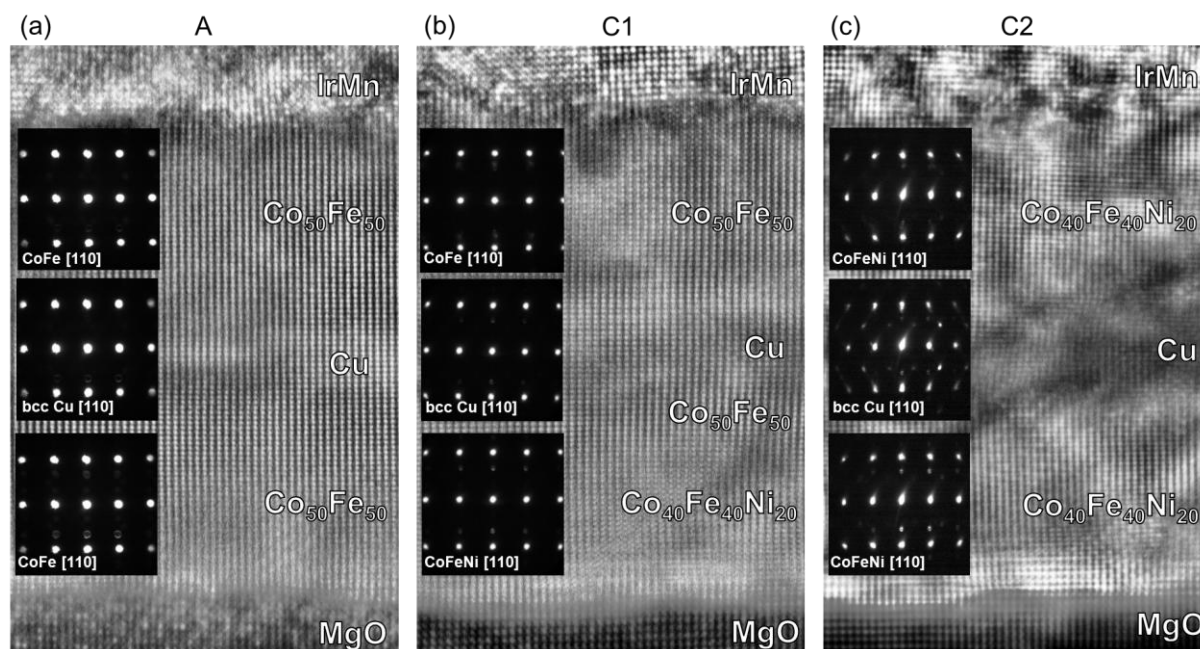 (a) A
IrMn
Co₅₀Fe₅₀
CoFe [110]
Cu
bcc Cu [110]
Co₅₀Fe₅₀
CoFe [110]
MgO
(b) C1
IrMn
Co₅₀Fe₅₀
CoFe [110]
Cu
bcc Cu [110]
Co₅₀Fe₅₀
Co₄₀Fe₄₀Ni₂₀
CoFeNi [110]
MgO
(c) C2
IrMn
Co₄₀Fe₄₀Ni₂₀
CoFeNi [110]
Cu
bcc Cu [110]
Co₄₀Fe₄₀Ni₂₀
CoFeNi [110]
MgO